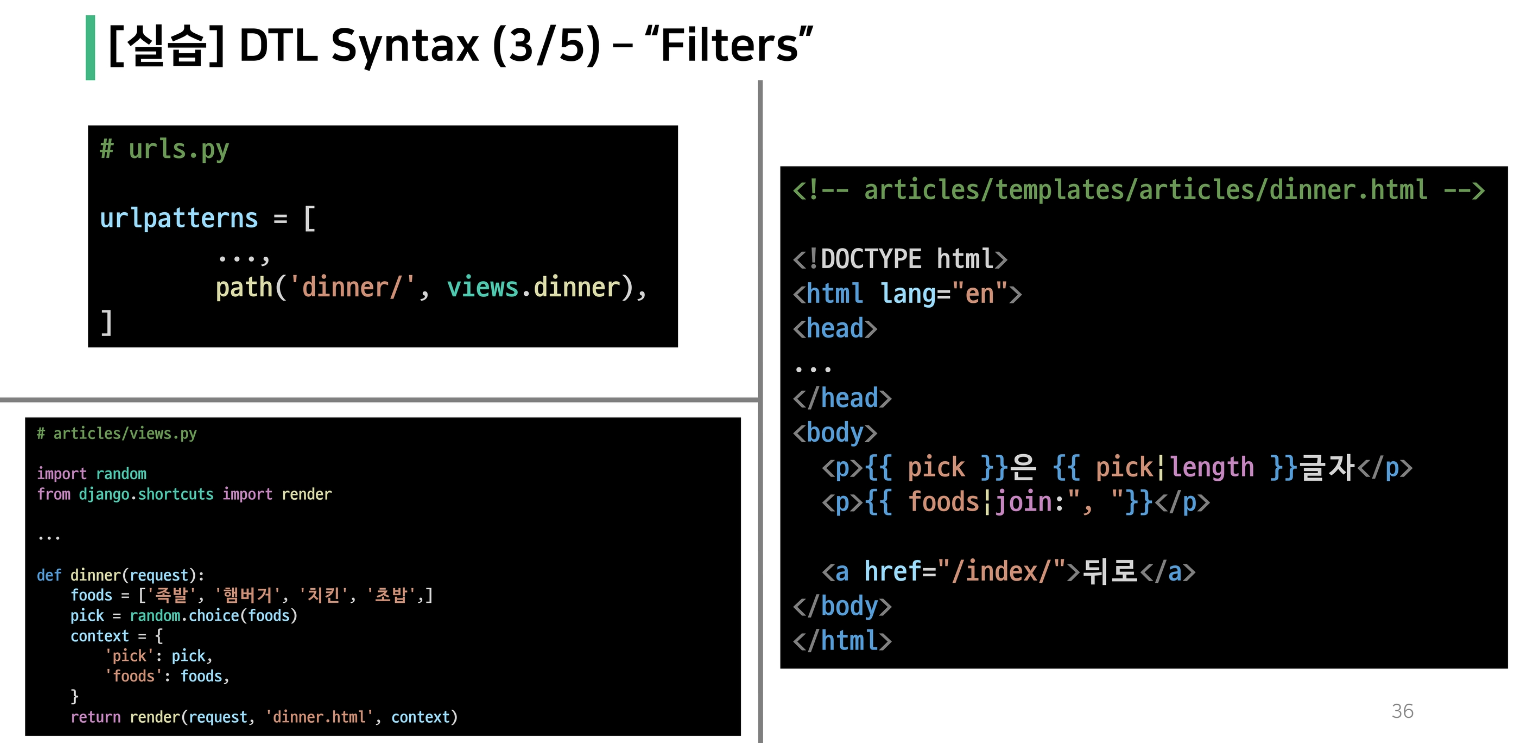 [실습] DTL Syntax (3/5) – “Filters”
# urls.py
urlpatterns = [
        ...,
        path('dinner/', views.dinner),
]
# articles/views.py
import random
from django.shortcuts import render
...
def dinner(request):
    foods = ['족발', '햄버거', '치킨', '초밥',]
    pick = random.choice(foods)
    context = {
        'pick': pick,
        'foods': foods,
    }
    return render(request, 'dinner.html', context)
<!-- articles/templates/articles/dinner.html -->
<!DOCTYPE html>
<html lang="en">
<head>
...
</head>
<body>
  <p>{{ pick }}은 {{ pick|length }}글자</p>
  <p>{{ foods|join:", "}}</p>
  <a href="/index/">뒤로</a>
</body>
</html>
36